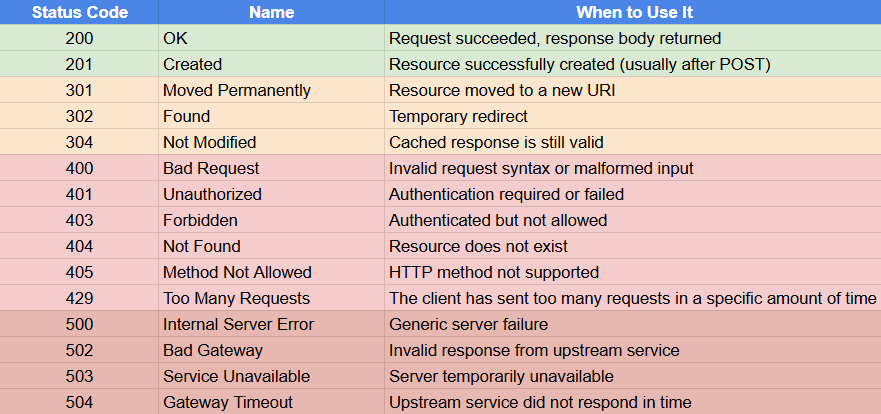 Status Code Name When to Use It
200 OK Request succeeded, response body returned
201 Created Resource successfully created (usually after POST)
301 Moved Permanently Resource moved to a new URI
302 Found Temporary redirect
304 Not Modified Cached response is still valid
400 Bad Request Invalid request syntax or malformed input
401 Unauthorized Authentication required or failed
403 Forbidden Authenticated but not allowed
404 Not Found Resource does not exist
405 Method Not Allowed HTTP method not supported
429 Too Many Requests The client has sent too many requests in a specific amount of time
500 Internal Server Error Generic server failure
502 Bad Gateway Invalid response from upstream service
503 Service Unavailable Server temporarily unavailable
504 Gateway Timeout Upstream service did not respond in time